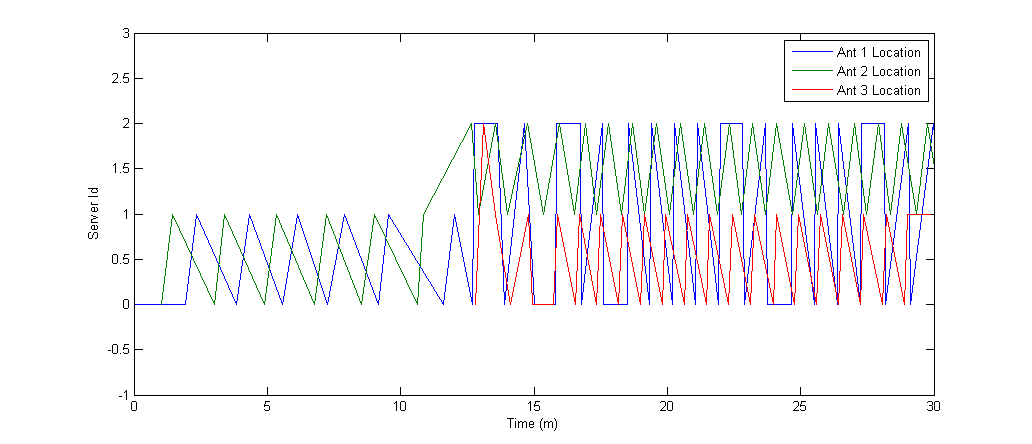 3
2.5
2
1.5
1
0.5
0
-0.5
-1
Server Id
0 5 10 15 20 25 30
Time (m)
Ant 1 Location
Ant 2 Location
Ant 3 Location